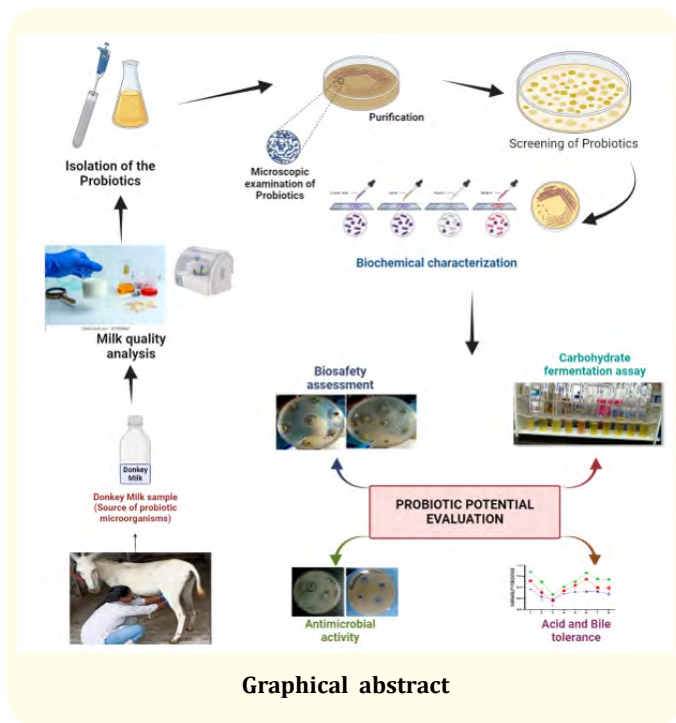 Isolation of the
Probiotics
Purification
Microscopic
examination of
Probiotics
Screening of Probiotics
Biochemical characterization
Milk quality
analysis
Donkey
Milk
Donkey Milk sample
(Source of probiotic
microorganisms)
Biosafety
assessment
Carbohydrate
fermentation assay
PROBIOTIC POTENTIAL
EVALUATION
Antimicrobial
activity
Acid and Bile
tolerance
Graphical abstract